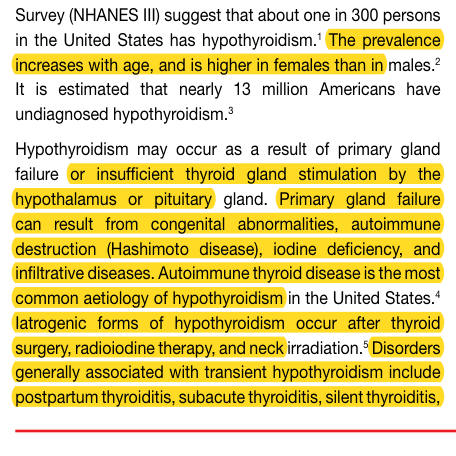 Survey (NHANES III) suggest that about one in 300 persons
in the United States has hypothyroidism.¹ The prevalence
increases with age, and is higher in females than in males.²
It is estimated that nearly 13 million Americans have
undiagnosed hypothyroidism.³
Hypothyroidism may occur as a result of primary gland
failure or insufficient thyroid gland stimulation by the
hypothalamus or pituitary gland. Primary gland failure
can result from congenital abnormalities, autoimmune
destruction (Hashimoto disease), iodine deficiency, and
infiltrative diseases. Autoimmune thyroid disease is the most
common aetiology of hypothyroidism in the United States.⁴
Iatrogenic forms of hypothyroidism occur after thyroid
surgery, radioiodine therapy, and neck irradiation.⁵ Disorders
generally associated with transient hypothyroidism include
postpartum thyroiditis, subacute thyroiditis, silent thyroiditis,